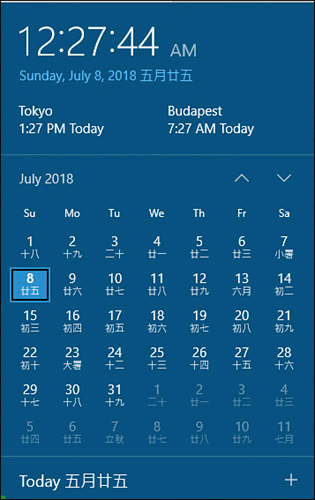 12:27:44 AM
Sunday, July 8, 2018 五月廿五
Tokyo Budapest
1:27 PM Today 7:27 AM Today
July 2018
Su Mo Tu We Th Fr Sa
1 2 3 4 5 6 7
十八 十九 二十 廿一 廿二 廿三 小暑
8 9 10 11 12 13 14
廿五 廿六 廿七 廿八 廿九 六月 初二
15 16 17 18 19 20 21
初三 初四 初五 初六 初七 初八 初九
22 23 24 25 26 27 28
初十 大暑 十二 十三 十四 十五 十六
29 30 31 1 2 3 4
十七 十八 十九 二十 廿一 廿二 廿三
5 6 7 8 9 10 11
廿四 廿五 立秋 廿七 廿八 廿九 七月
Today 五月廿五